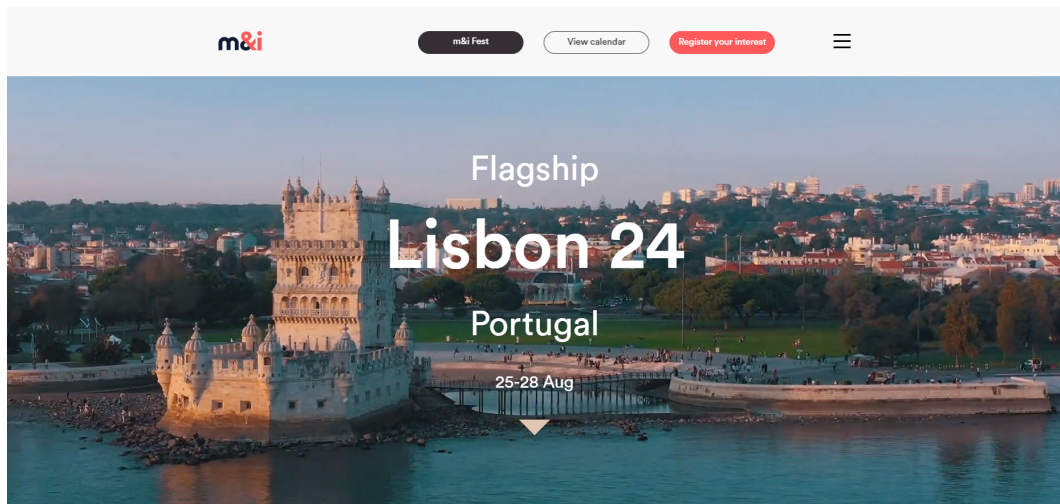 m&i
m&i Fest
View calendar
Register your interest
Flagship
Lisbon 24
Portugal
25-28 Aug